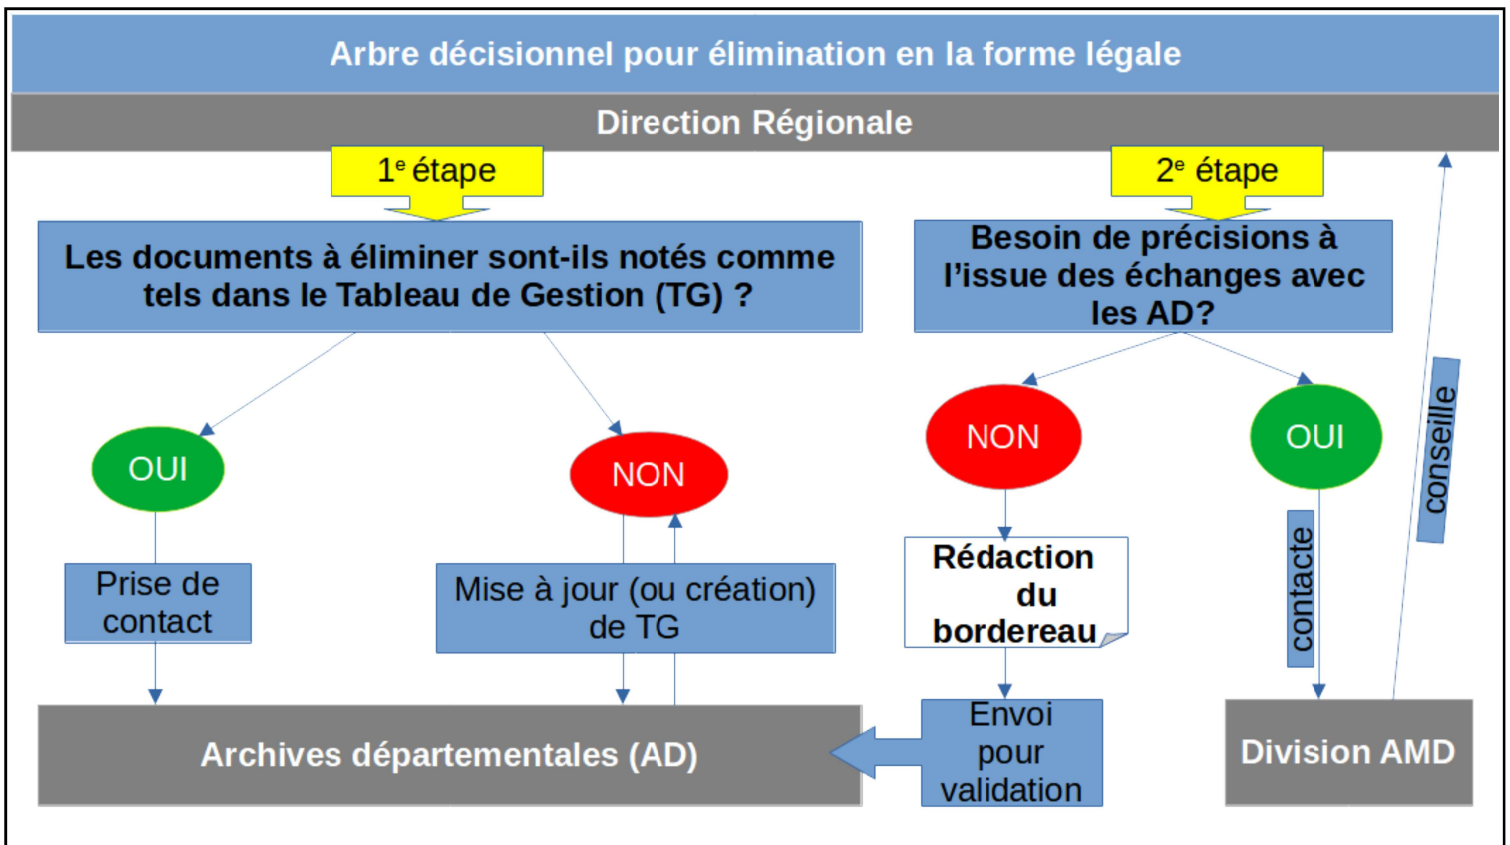 Arbre décisionnel pour élimination en la forme légale
Direction Régionale
1e étape
Les documents à éliminer sont-ils notés comme
tels dans le Tableau de Gestion (TG) ?
OUI
NON
Prise de
contact
Mise à jour (ou création)
de TG
Archives départementales (AD)
2e étape
Besoin de précisions à
l’issue des échanges avec
les AD?
NON
OUI
Rédaction
du
bordereau
contacte
conseille
Envoi
pour
validation
Division AMD